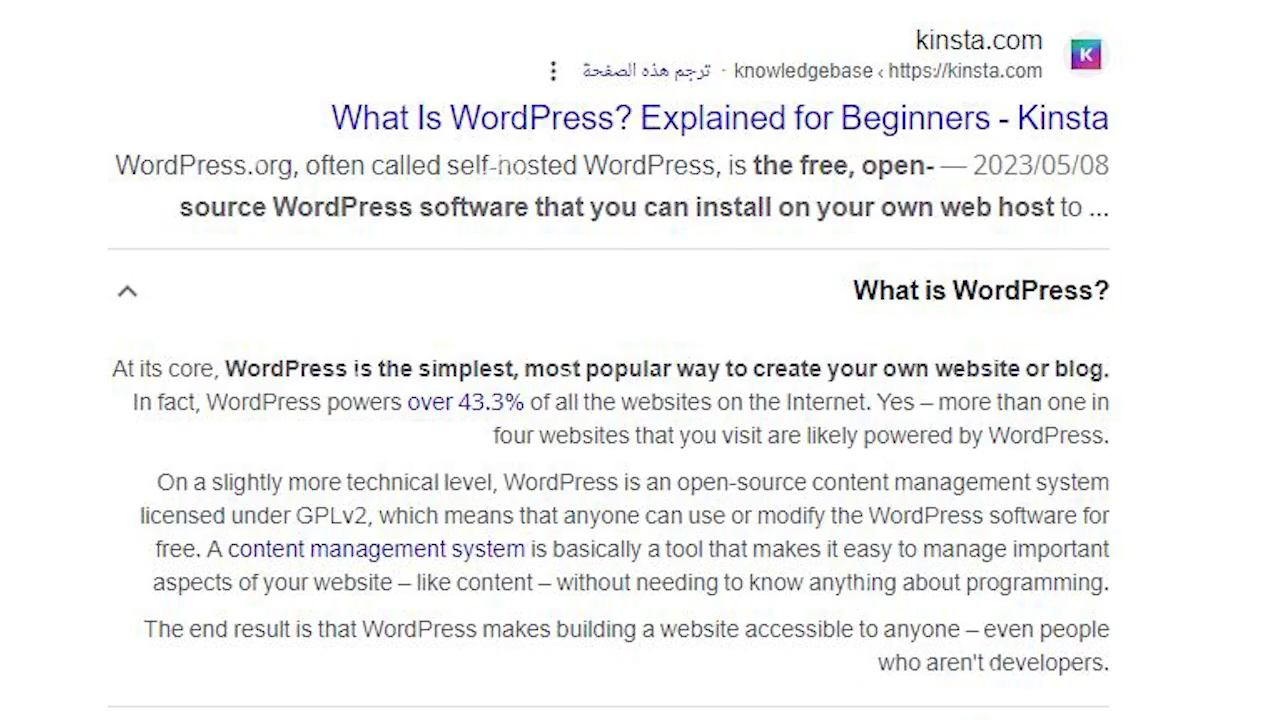 kinsta.com
https://kinsta.com › knowledgebase · ترجم هذه الصفحة
What Is WordPress? Explained for Beginners - Kinsta
2023/05/08 — WordPress.org, often called self-hosted WordPress, is the free, open-
source WordPress software that you can install on your own web host to ...
What is WordPress?
At its core, WordPress is the simplest, most popular way to create your own website or blog.
In fact, WordPress powers over 43.3% of all the websites on the Internet. Yes – more than one in
four websites that you visit are likely powered by WordPress.
On a slightly more technical level, WordPress is an open-source content management system
licensed under GPLv2, which means that anyone can use or modify the WordPress software for
free. A content management system is basically a tool that makes it easy to manage important
aspects of your website – like content – without needing to know anything about programming.
The end result is that WordPress makes building a website accessible to anyone – even people
who aren't developers.